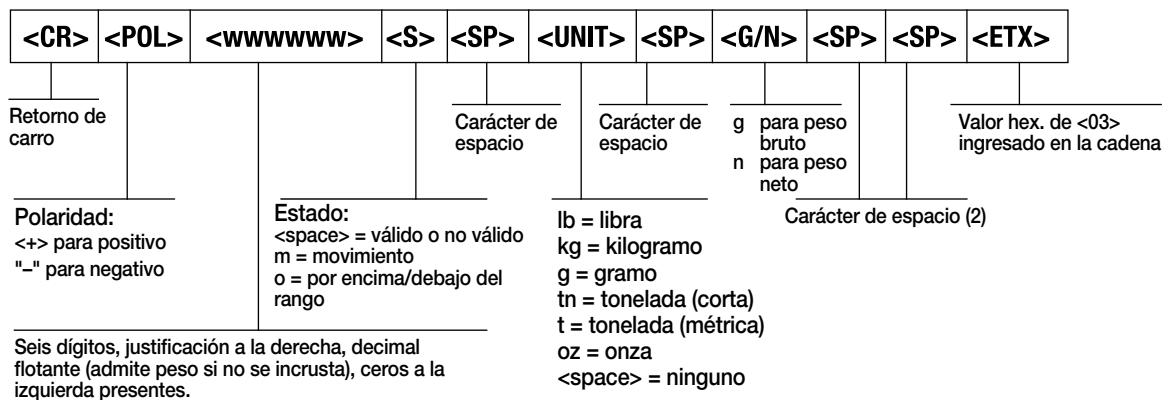 <CR> <POL> <wwwwww> <S> <SP> <UNIT> <SP> <G/N> <SP> <SP> <ETX>
Retorno de
carro
Carácter de
espacio
Carácter de
espacio
g para peso
bruto
n para peso
neto
Valor hex. de <03>
ingresado en la cadena
Polaridad:
<+> para positivo
"–" para negativo
Estado:
<space> = válido o no válido
m = movimiento
o = por encima/debajo del
rango
lb = libra
kg = kilogramo
g = gramo
tn = tonelada (corta)
t = tonelada (métrica)
oz = onza
<space> = ninguno
Carácter de espacio (2)
Seis dígitos, justificación a la derecha, decimal
flotante (admite peso si no se incrusta), ceros a la
izquierda presentes.